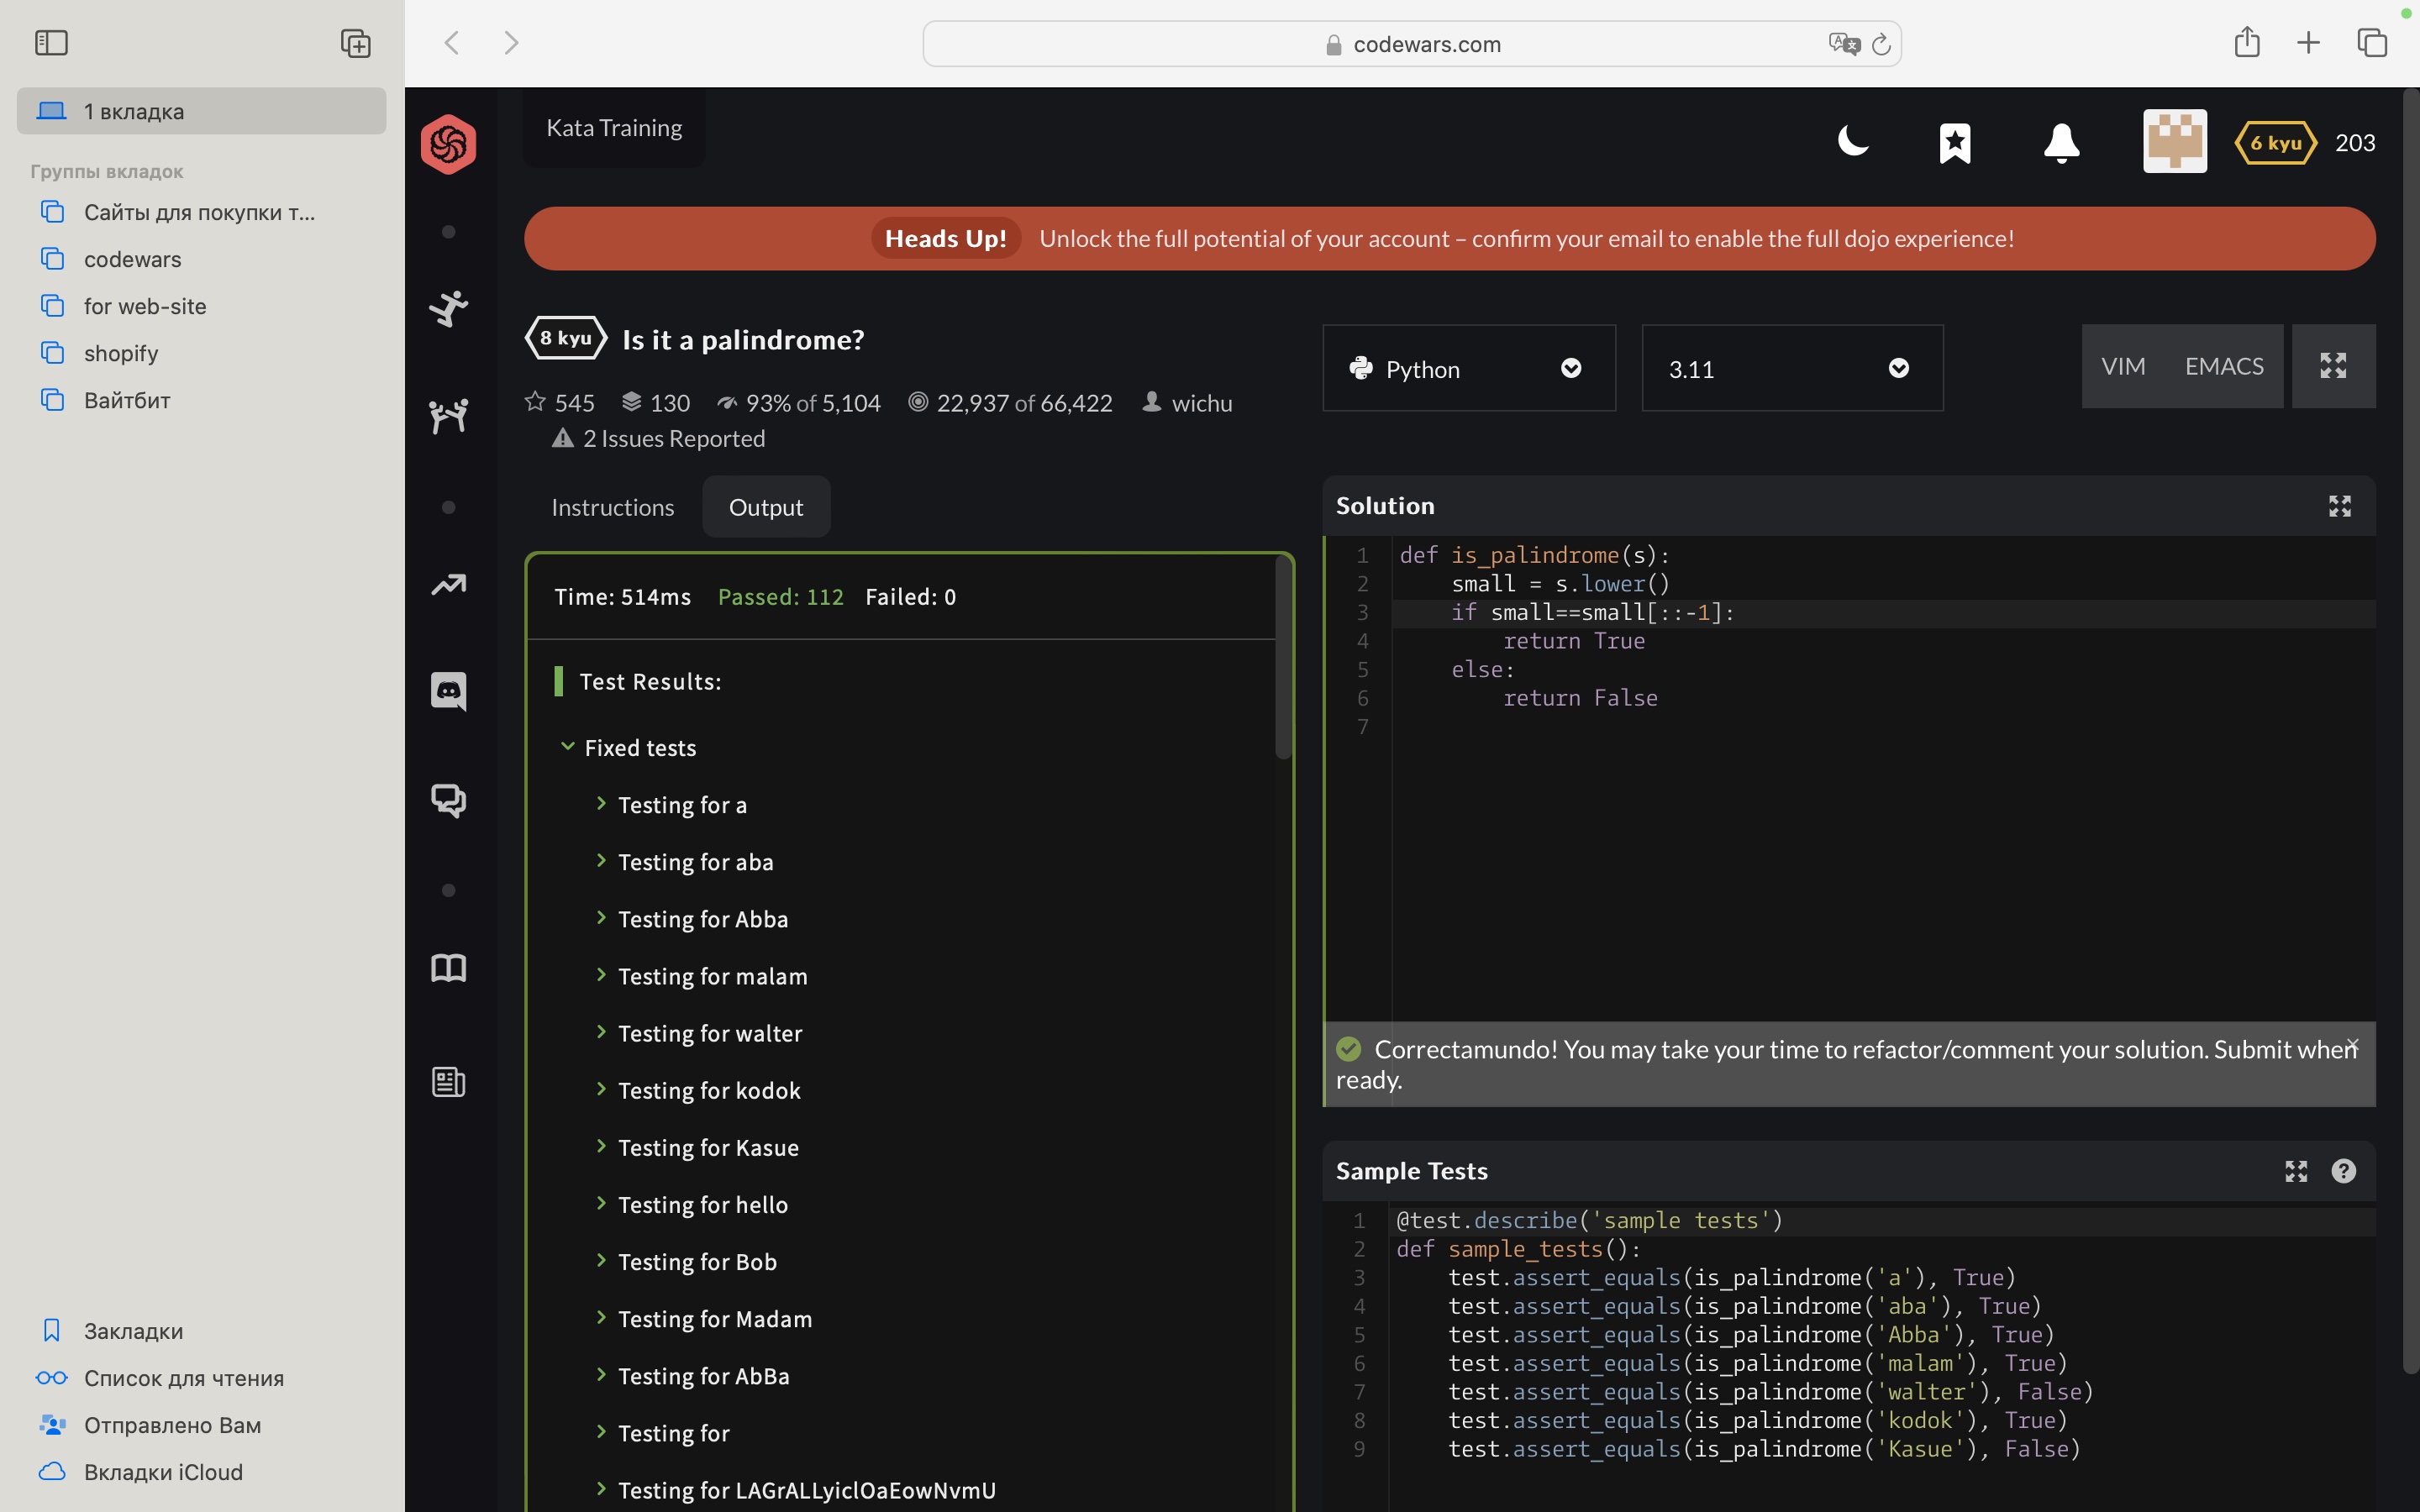 1 вкладка
Группы вкладок
Сайты для покупки т...
codewars
for web-site
shopify
Вайтбит
Закладки
Список для чтения
Отправлено Вам
Вкладки iCloud
codewars.com
Kata Training
6 kyu 203
Heads Up! Unlock the full potential of your account – confirm your email to enable the full dojo experience!
8 kyu Is it a palindrome?
545 130 93% of 5,104 22,937 of 66,422 wichu
2 Issues Reported
Python 3.11 VIM EMACS
Instructions Output
Time: 514ms Passed: 112 Failed: 0
Test Results:
Fixed tests
Testing for a
Testing for aba
Testing for Abba
Testing for malam
Testing for walter
Testing for kodok
Testing for Kasue
Testing for hello
Testing for Bob
Testing for Madam
Testing for AbBa
Testing for
Testing for LAGrALLyiclOaEowNvmU
Solution
1 def is_palindrome(s):
2 small = s.lower()
3 if small==small[::-1]:
4 return True
5 else:
6 return False
7
Correctamundo! You may take your time to refactor/comment your solution. Submit when
ready.
Sample Tests
1 @test.describe('sample tests')
2 def sample_tests():
3 test.assert_equals(is_palindrome('a'), True)
4 test.assert_equals(is_palindrome('aba'), True)
5 test.assert_equals(is_palindrome('Abba'), True)
6 test.assert_equals(is_palindrome('malam'), True)
7 test.assert_equals(is_palindrome('walter'), False)
8 test.assert_equals(is_palindrome('kodok'), True)
9 test.assert_equals(is_palindrome('Kasue'), False)